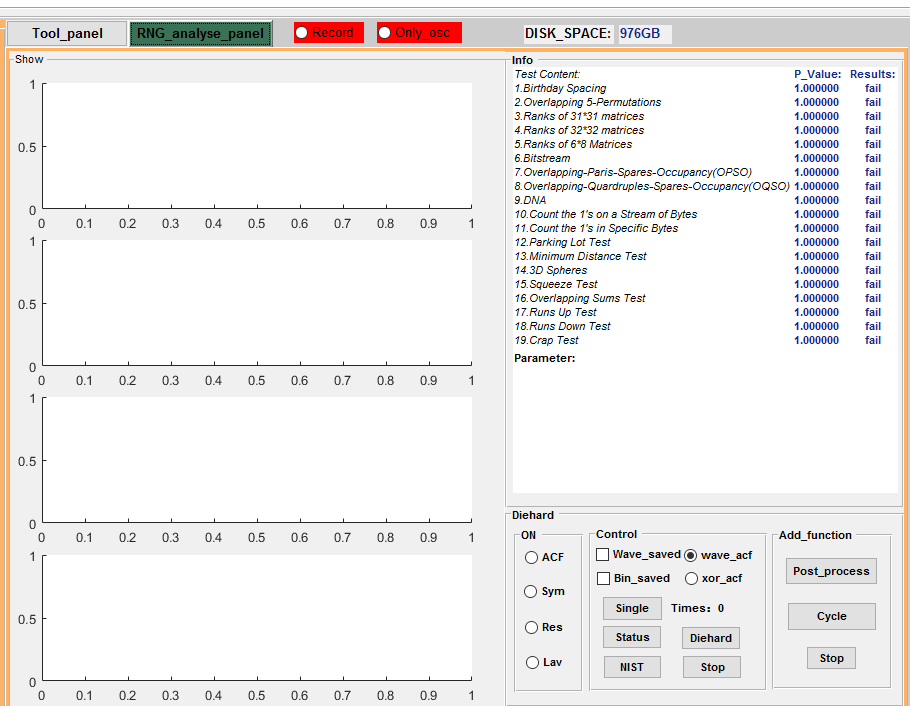 Tool_panel RNG_analyse_panel Record Only_osc DISK_SPACE: 976GB
Show
1
0.5
0
0 0.1 0.2 0.3 0.4 0.5 0.6 0.7 0.8 0.9 1
1
0.5
0
0 0.1 0.2 0.3 0.4 0.5 0.6 0.7 0.8 0.9 1
1
0.5
0
0 0.1 0.2 0.3 0.4 0.5 0.6 0.7 0.8 0.9 1
1
0.5
0
0 0.1 0.2 0.3 0.4 0.5 0.6 0.7 0.8 0.9 1
Info
Test Content: P_Value: Results:
1.Birthday Spacing 1.000000 fail
2.Overlapping 5-Permutations 1.000000 fail
3.Ranks of 31*31 matrices 1.000000 fail
4.Ranks of 32*32 matrices 1.000000 fail
5.Ranks of 6*8 Matrices 1.000000 fail
6.Bitstream 1.000000 fail
7.Overlapping-Paris-Spares-Occupancy(OPSO) 1.000000 fail
8.Overlapping-Quardruples-Spares-Occupancy(OQSO) 1.000000 fail
9.DNA 1.000000 fail
10.Count the 1's on a Stream of Bytes 1.000000 fail
11.Count the 1's in Specific Bytes 1.000000 fail
12.Parking Lot Test 1.000000 fail
13.Minimum Distance Test 1.000000 fail
14.3D Spheres 1.000000 fail
15.Squeeze Test 1.000000 fail
16.Overlapping Sums Test 1.000000 fail
17.Runs Up Test 1.000000 fail
18.Runs Down Test 1.000000 fail
19.Crap Test 1.000000 fail
Parameter:
Diehard
ON
ACF
Sym
Res
Lav
Control
Wave_saved wave_acf
Bin_saved xor_acf
Single Times: 0
Status Diehard
NIST Stop
Add_function
Post_process
Cycle
Stop